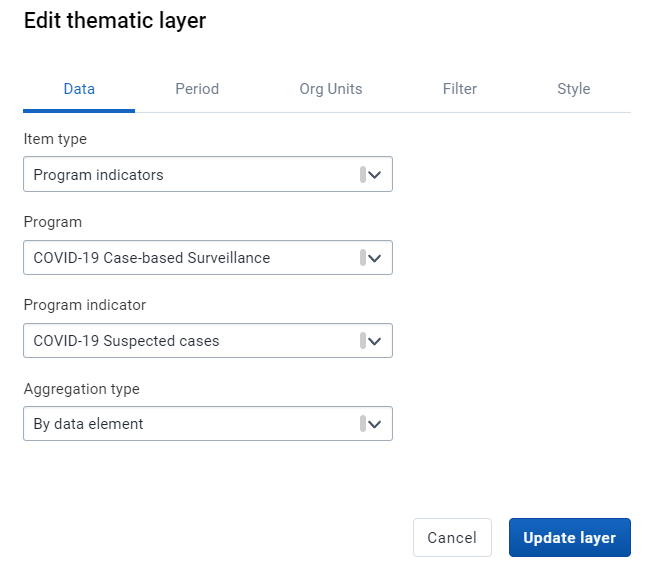 Edit thematic layer
Data Period Org Units Filter Style
Item type
Program indicators
Program
COVID-19 Case-based Surveillance
Program indicator
COVID-19 Suspected cases
Aggregation type
By data element
Cancel Update layer